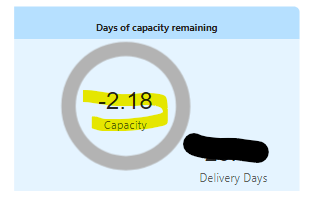 Days of capacity remaining
-2.18
Capacity
Delivery Days